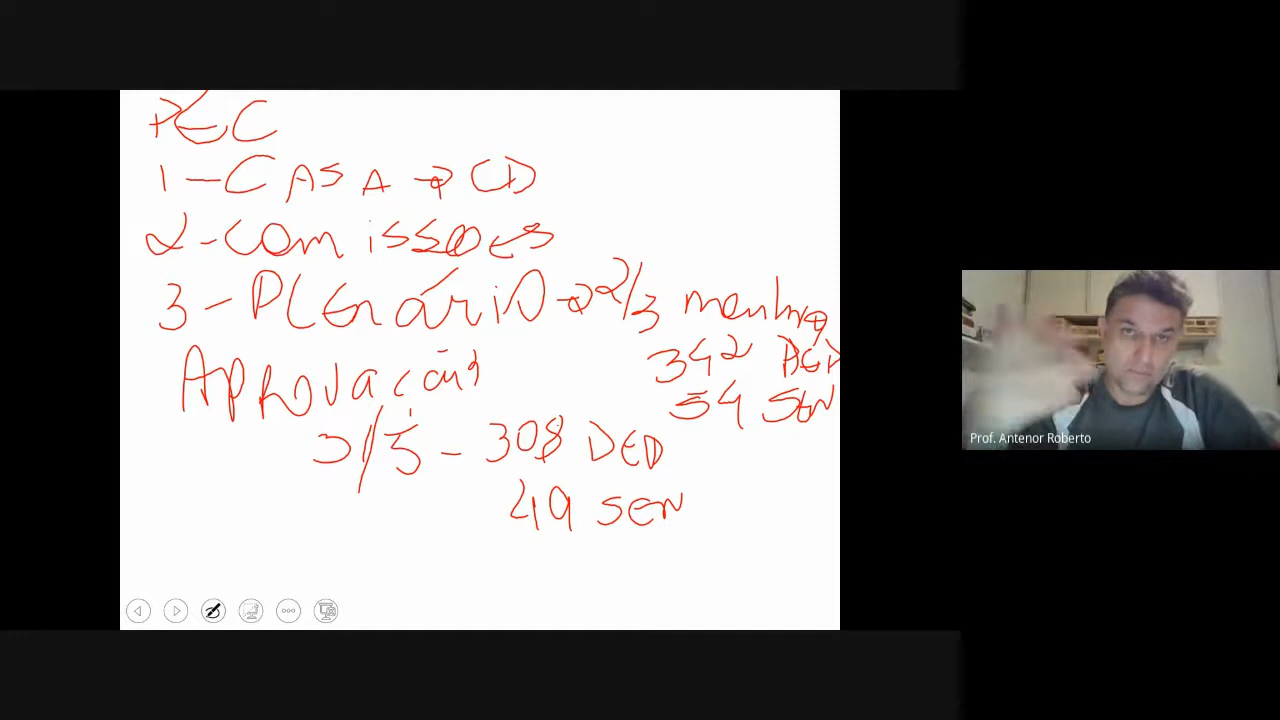 PEC
1 - CASA → CD
2 - comissões
3 - Plenário → 2/3 membros
342 DEP
54 SEN
Aprovação
3/5 - 308 DEP
49 SEN
Prof. Antenor Roberto